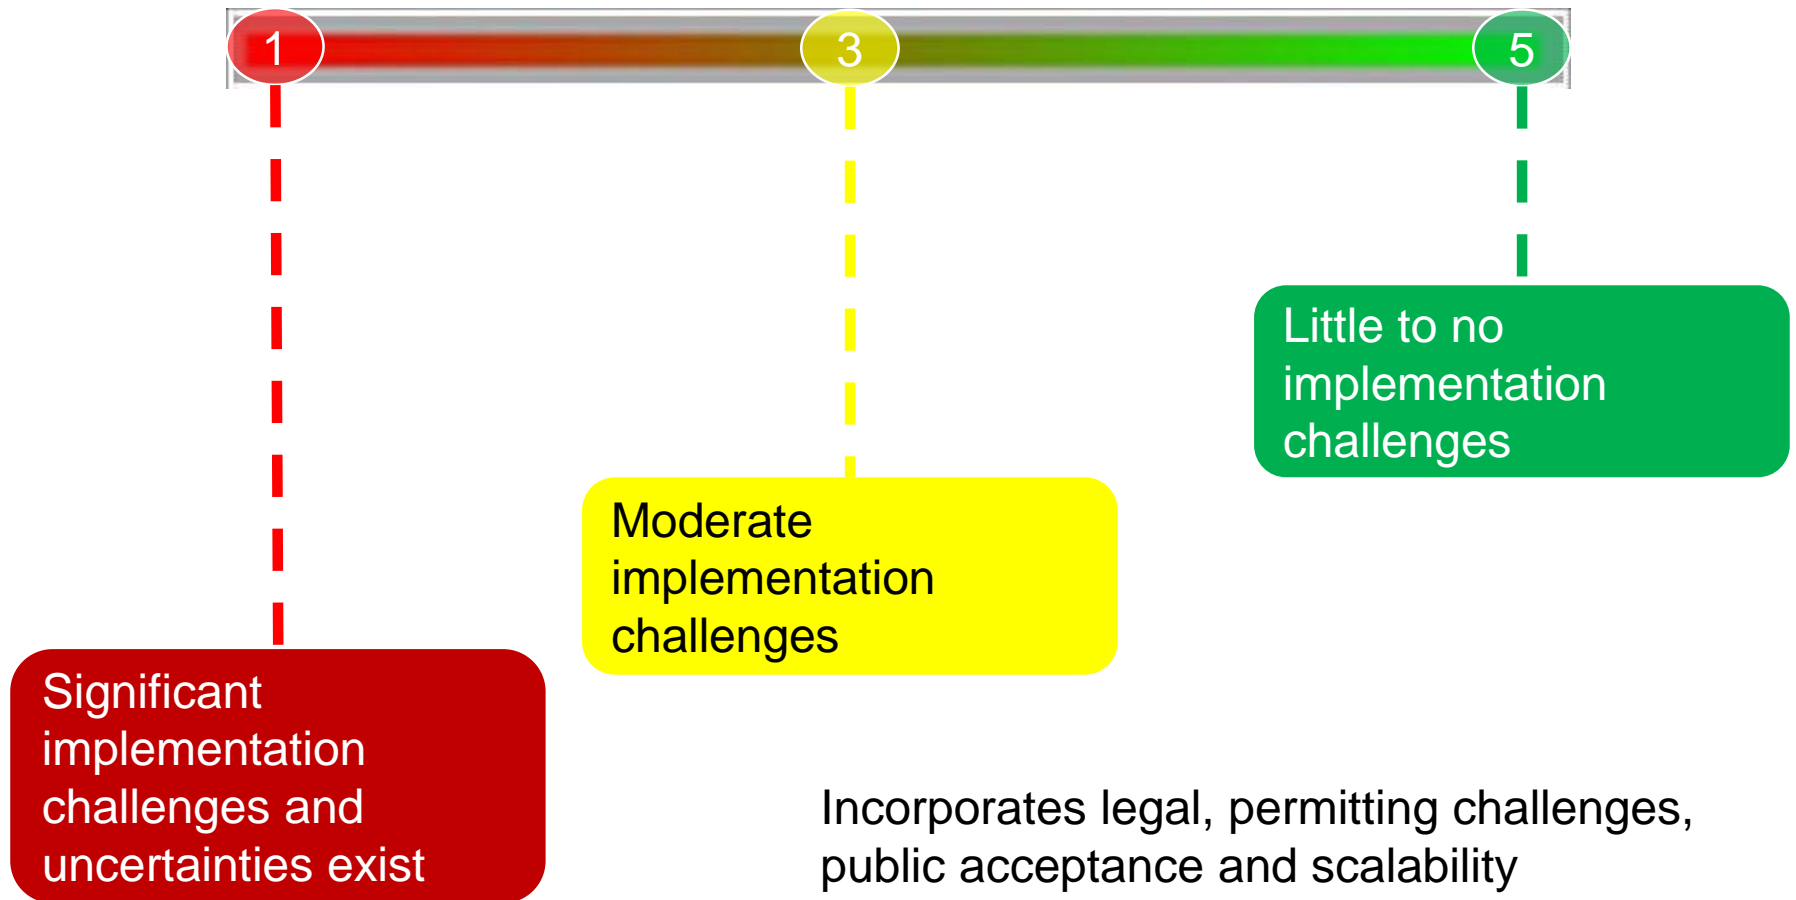 1
3
5
Little to no
implementation
challenges
Moderate
implementation
challenges
Significant
implementation
challenges and
uncertainties exist
Incorporates legal, permitting challenges,
public acceptance and scalability